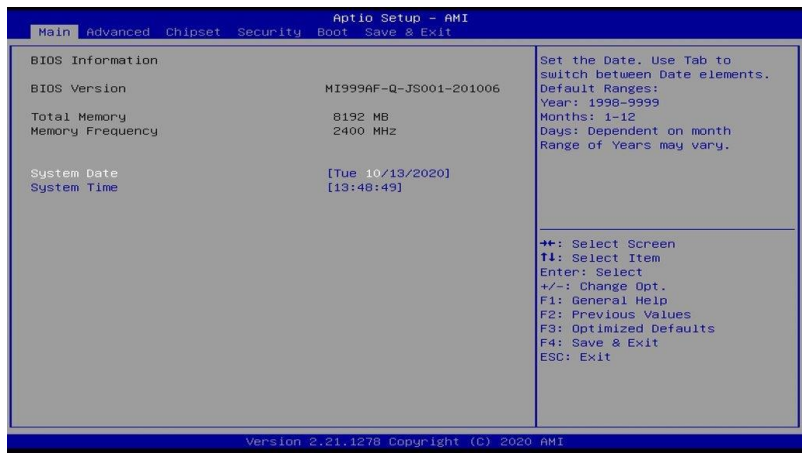 Aptio Setup - AMI
Main Advanced Chipset Security Boot Save & Exit
BIOS Information
BIOS Version MI999AF-Q-JS001-201006
Total Memory 8192 MB
Memory Frequency 2400 MHz
System Date [Tue 10/13/2020]
System Time [13:48:49]
Set the Date. Use Tab to
switch between Date elements.
Default Ranges:
Year: 1998-9999
Months: 1-12
Days: Dependent on month
Range of Years may vary.
→←: Select Screen
↑↓: Select Item
Enter: Select
+/-: Change Opt.
F1: General Help
F2: Previous Values
F3: Optimized Defaults
F4: Save & Exit
ESC: Exit
Version 2.21.1278 Copyright (C) 2020 AMI